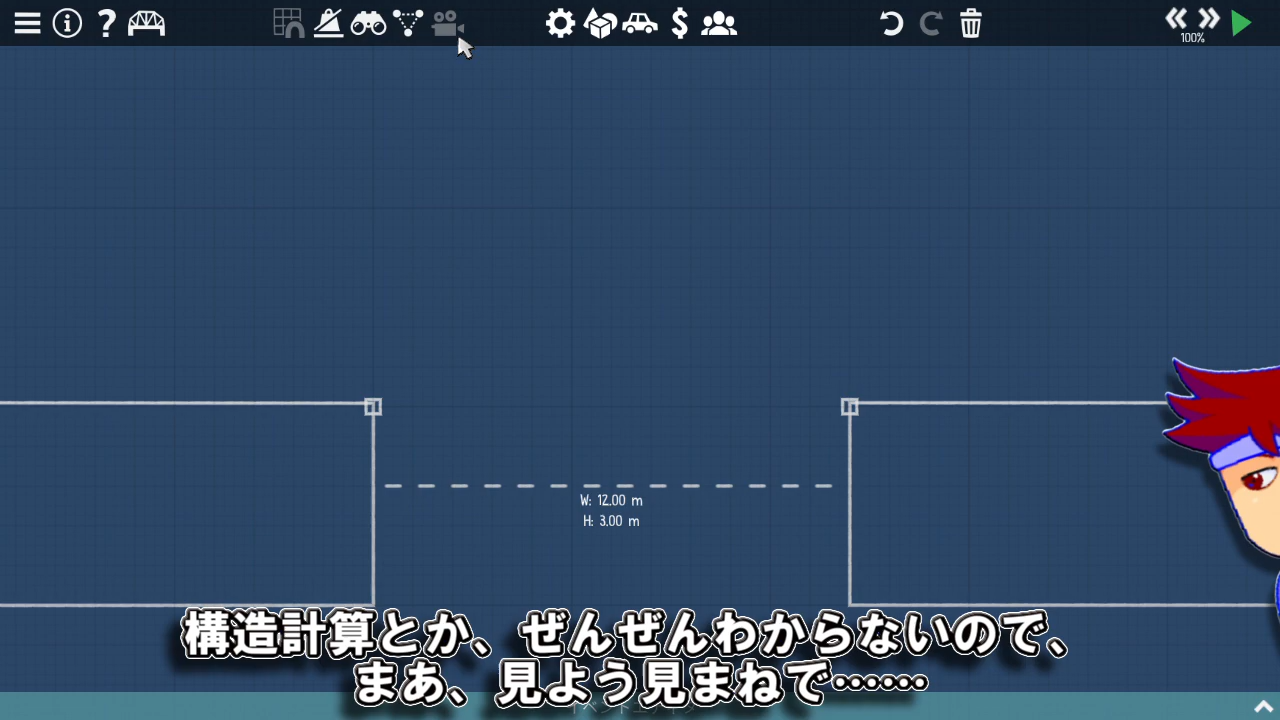 100%
W: 12.00 m
H: 3.00 m
構造計算とか、ぜんぜんわからないので、
まあ、見よう見まねで……